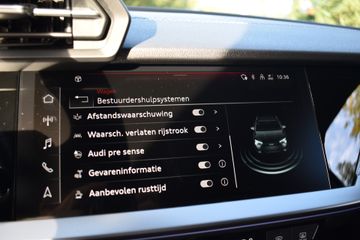 10:36
Wagen
Bestuurdershulpsystemen
Afstandswaarschuwing
Waarsch. verlaten rijstrook
Audi pre sense
Gevareninformatie
Aanbevolen rusttijd